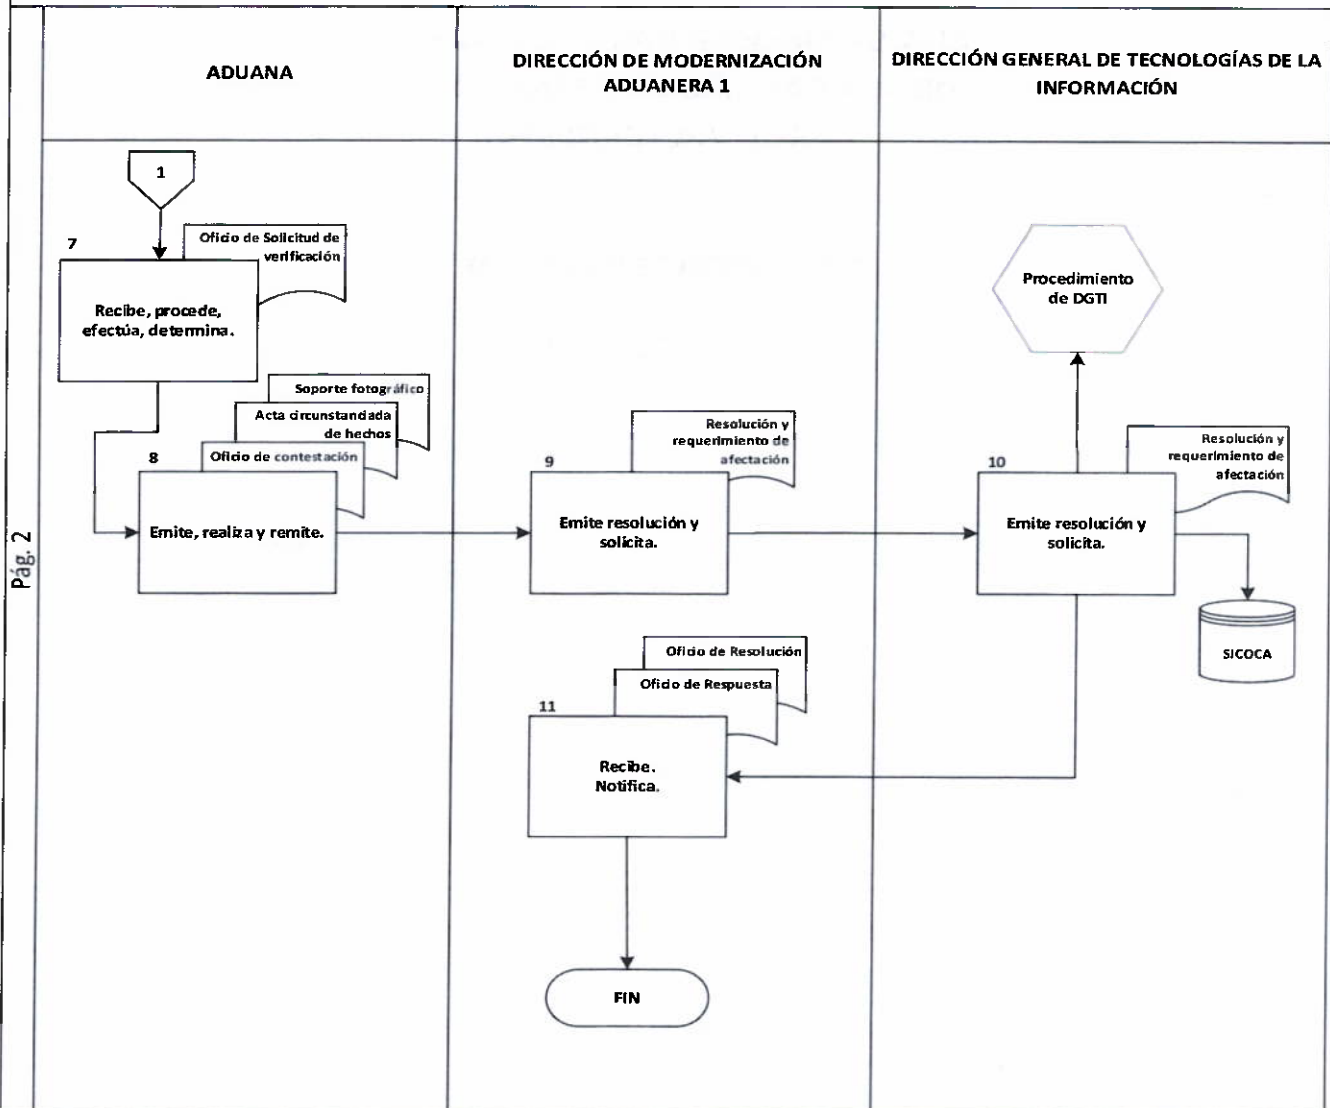 ADUANA
DIRECCIÓN DE MODERNIZACIÓN
ADUANERA 1
DIRECCIÓN GENERAL DE TECNOLOGÍAS DE LA
INFORMACIÓN
Pág. 2
1
7
Oficio de Solicitud de
verificación
Recibe, procede,
efectúa, determina.
Soporte fotográfico
Acta circunstanciada
de hechos
Oficio de contestación
8
Emite, realiza y remite.
9
Resolución y
requerimiento de
afectación
Emite resolución y
solicita.
Procedimiento
de DGTI
10
Resolución y
requerimiento de
afectación
Emite resolución y
solicita.
SICOCA
Oficio de Resolución
Oficio de Respuesta
11
Recibe.
Notifica.
FIN